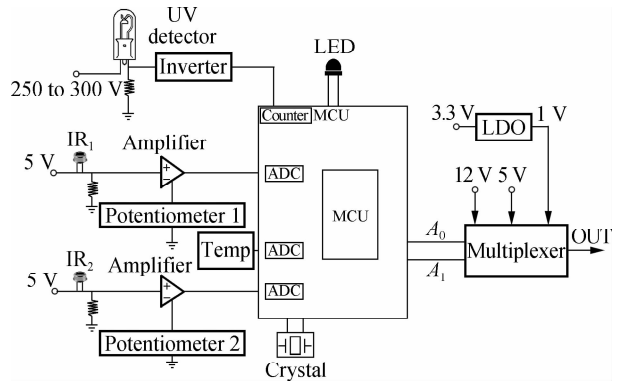 UV
detector
250 to 300 V
Inverter
LED
Counter MCU
3.3 V
LDO
1 V
IR₁
5 V
Amplifier
+
−
ADC
Potentiometer 1
MCU
12 V 5 V
A₀
A₁
Multiplexer
OUT
Temp
ADC
IR₂
5 V
Amplifier
+
−
ADC
Potentiometer 2
Crystal